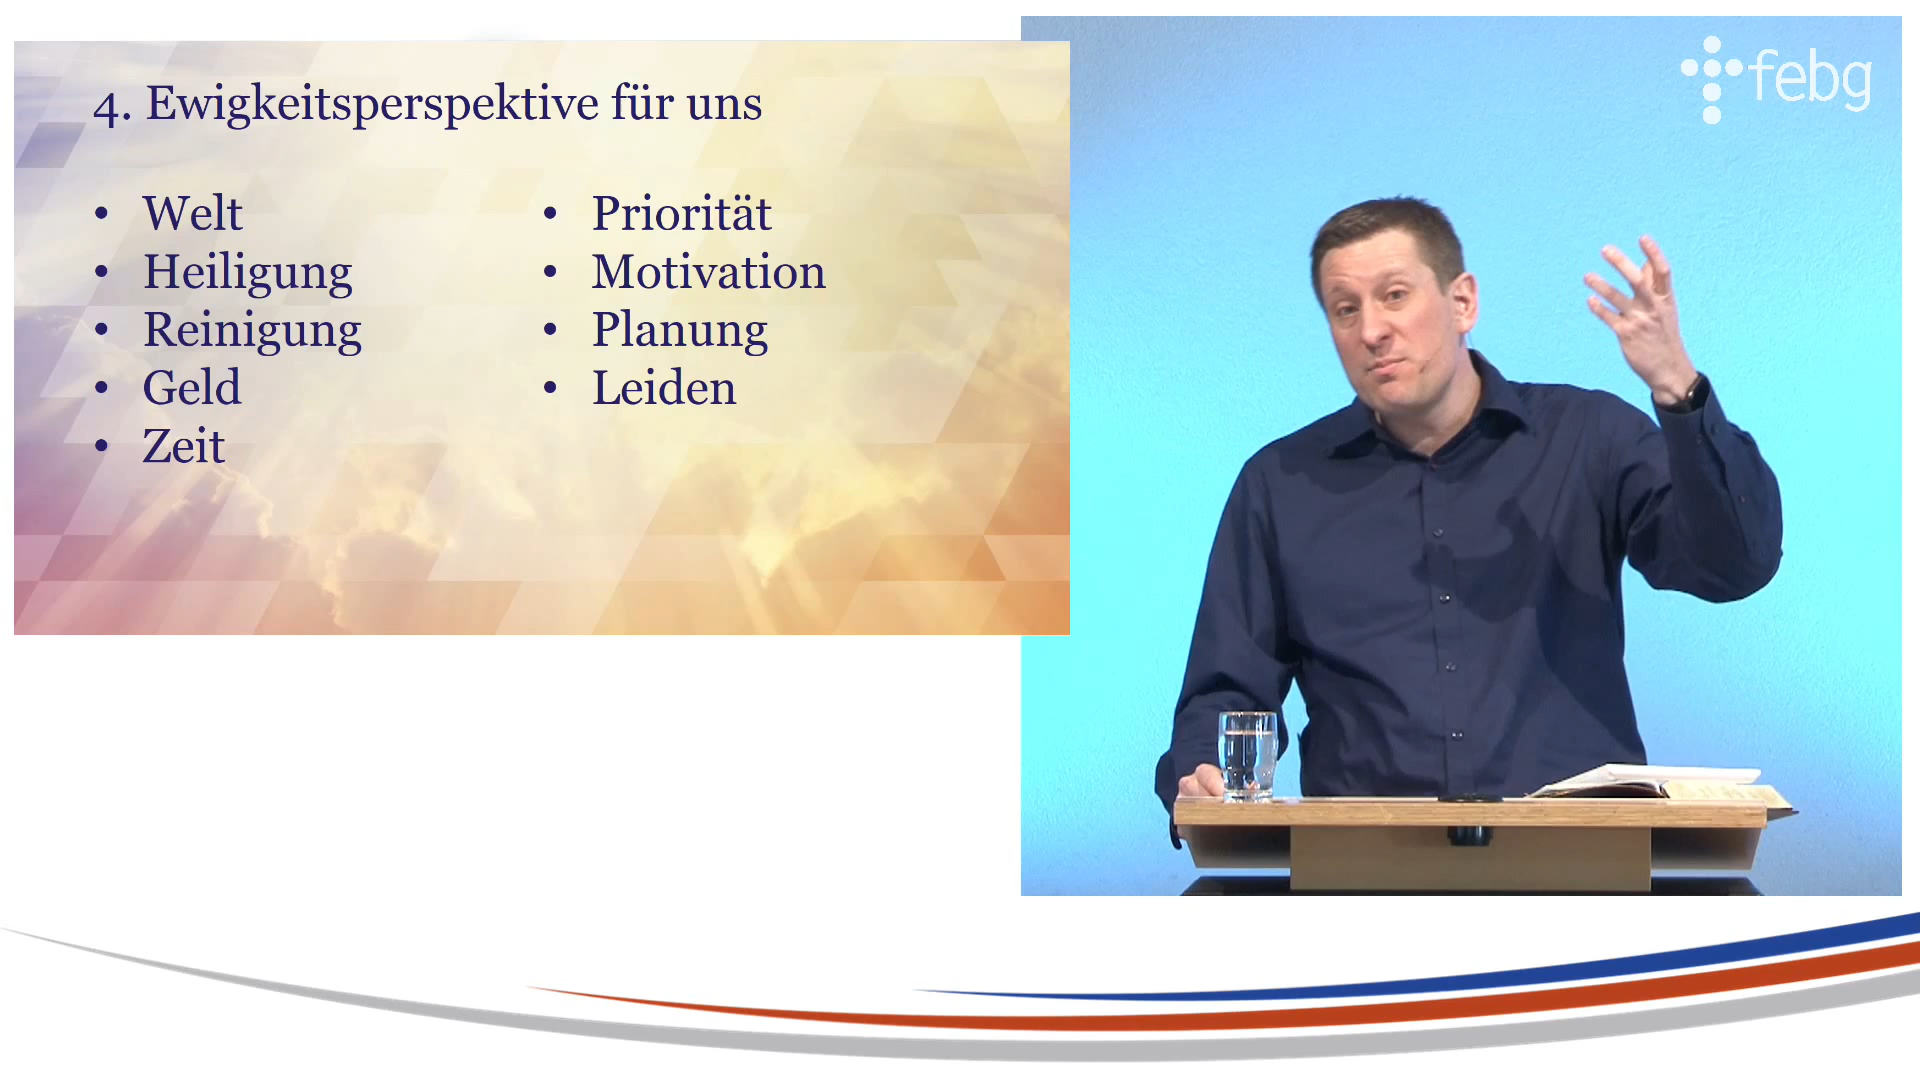 4. Ewigkeitsperspektive für uns
• Welt
• Heiligung
• Reinigung
• Geld
• Zeit
• Priorität
• Motivation
• Planung
• Leiden
febg